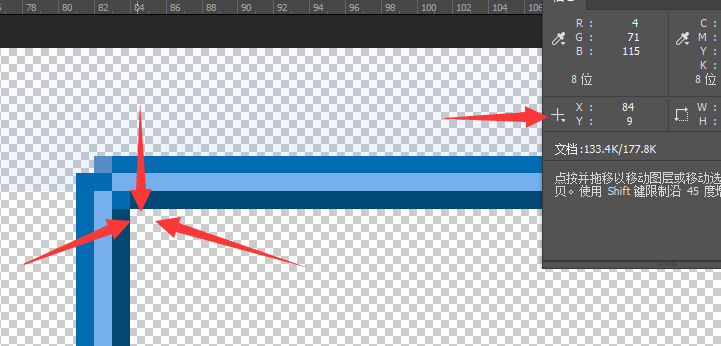 78 80 82 84 86 88 90 92 94 96 98 100 102 104 106
R : 4 C :
G : 71 M :
B : 115 Y :
K :
8 位 8 位
X : 84 W :
Y : 9 H :
文档:133.4K/177.8K
点按并拖移以移动图层或移动选
贝。使用 Shift 键限制沿 45 度增